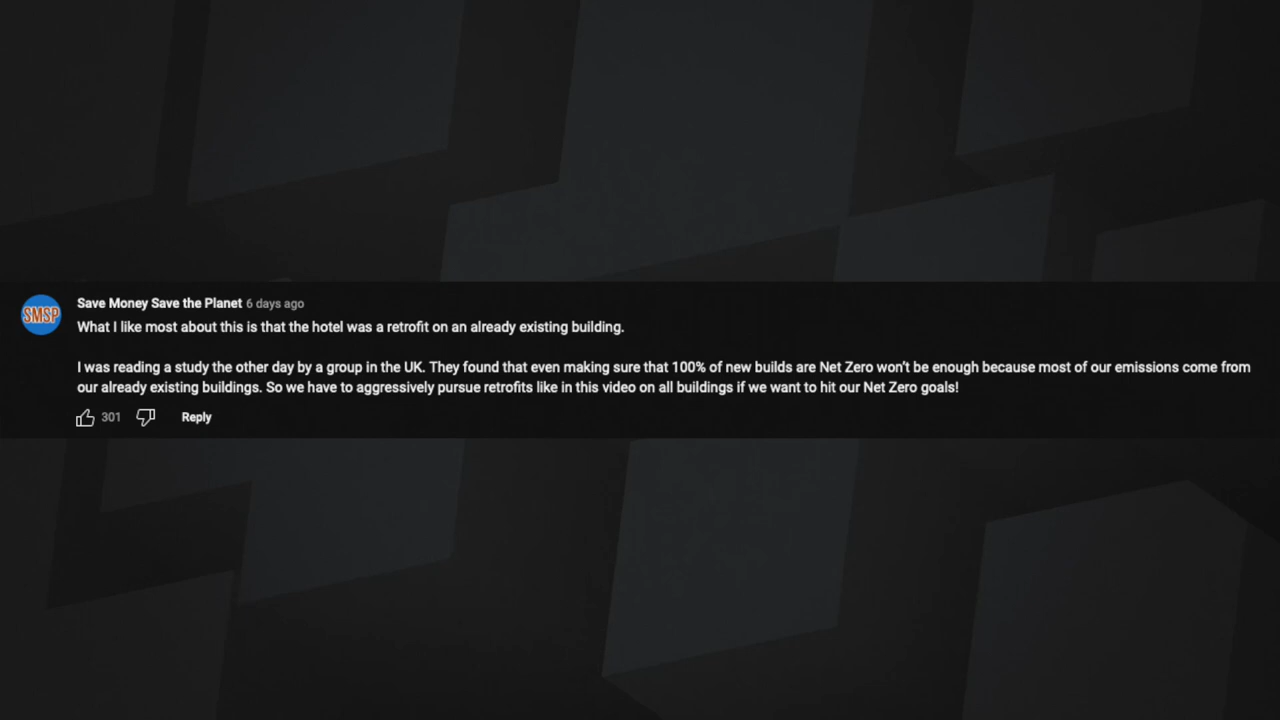 SMSP
Save Money Save the Planet 6 days ago
What I like most about this is that the hotel was a retrofit on an already existing building.
I was reading a study the other day by a group in the UK. They found that even making sure that 100% of new builds are Net Zero won't be enough because most of our emissions come from
our already existing buildings. So we have to aggressively pursue retrofits like in this video on all buildings if we want to hit our Net Zero goals!
301 Reply